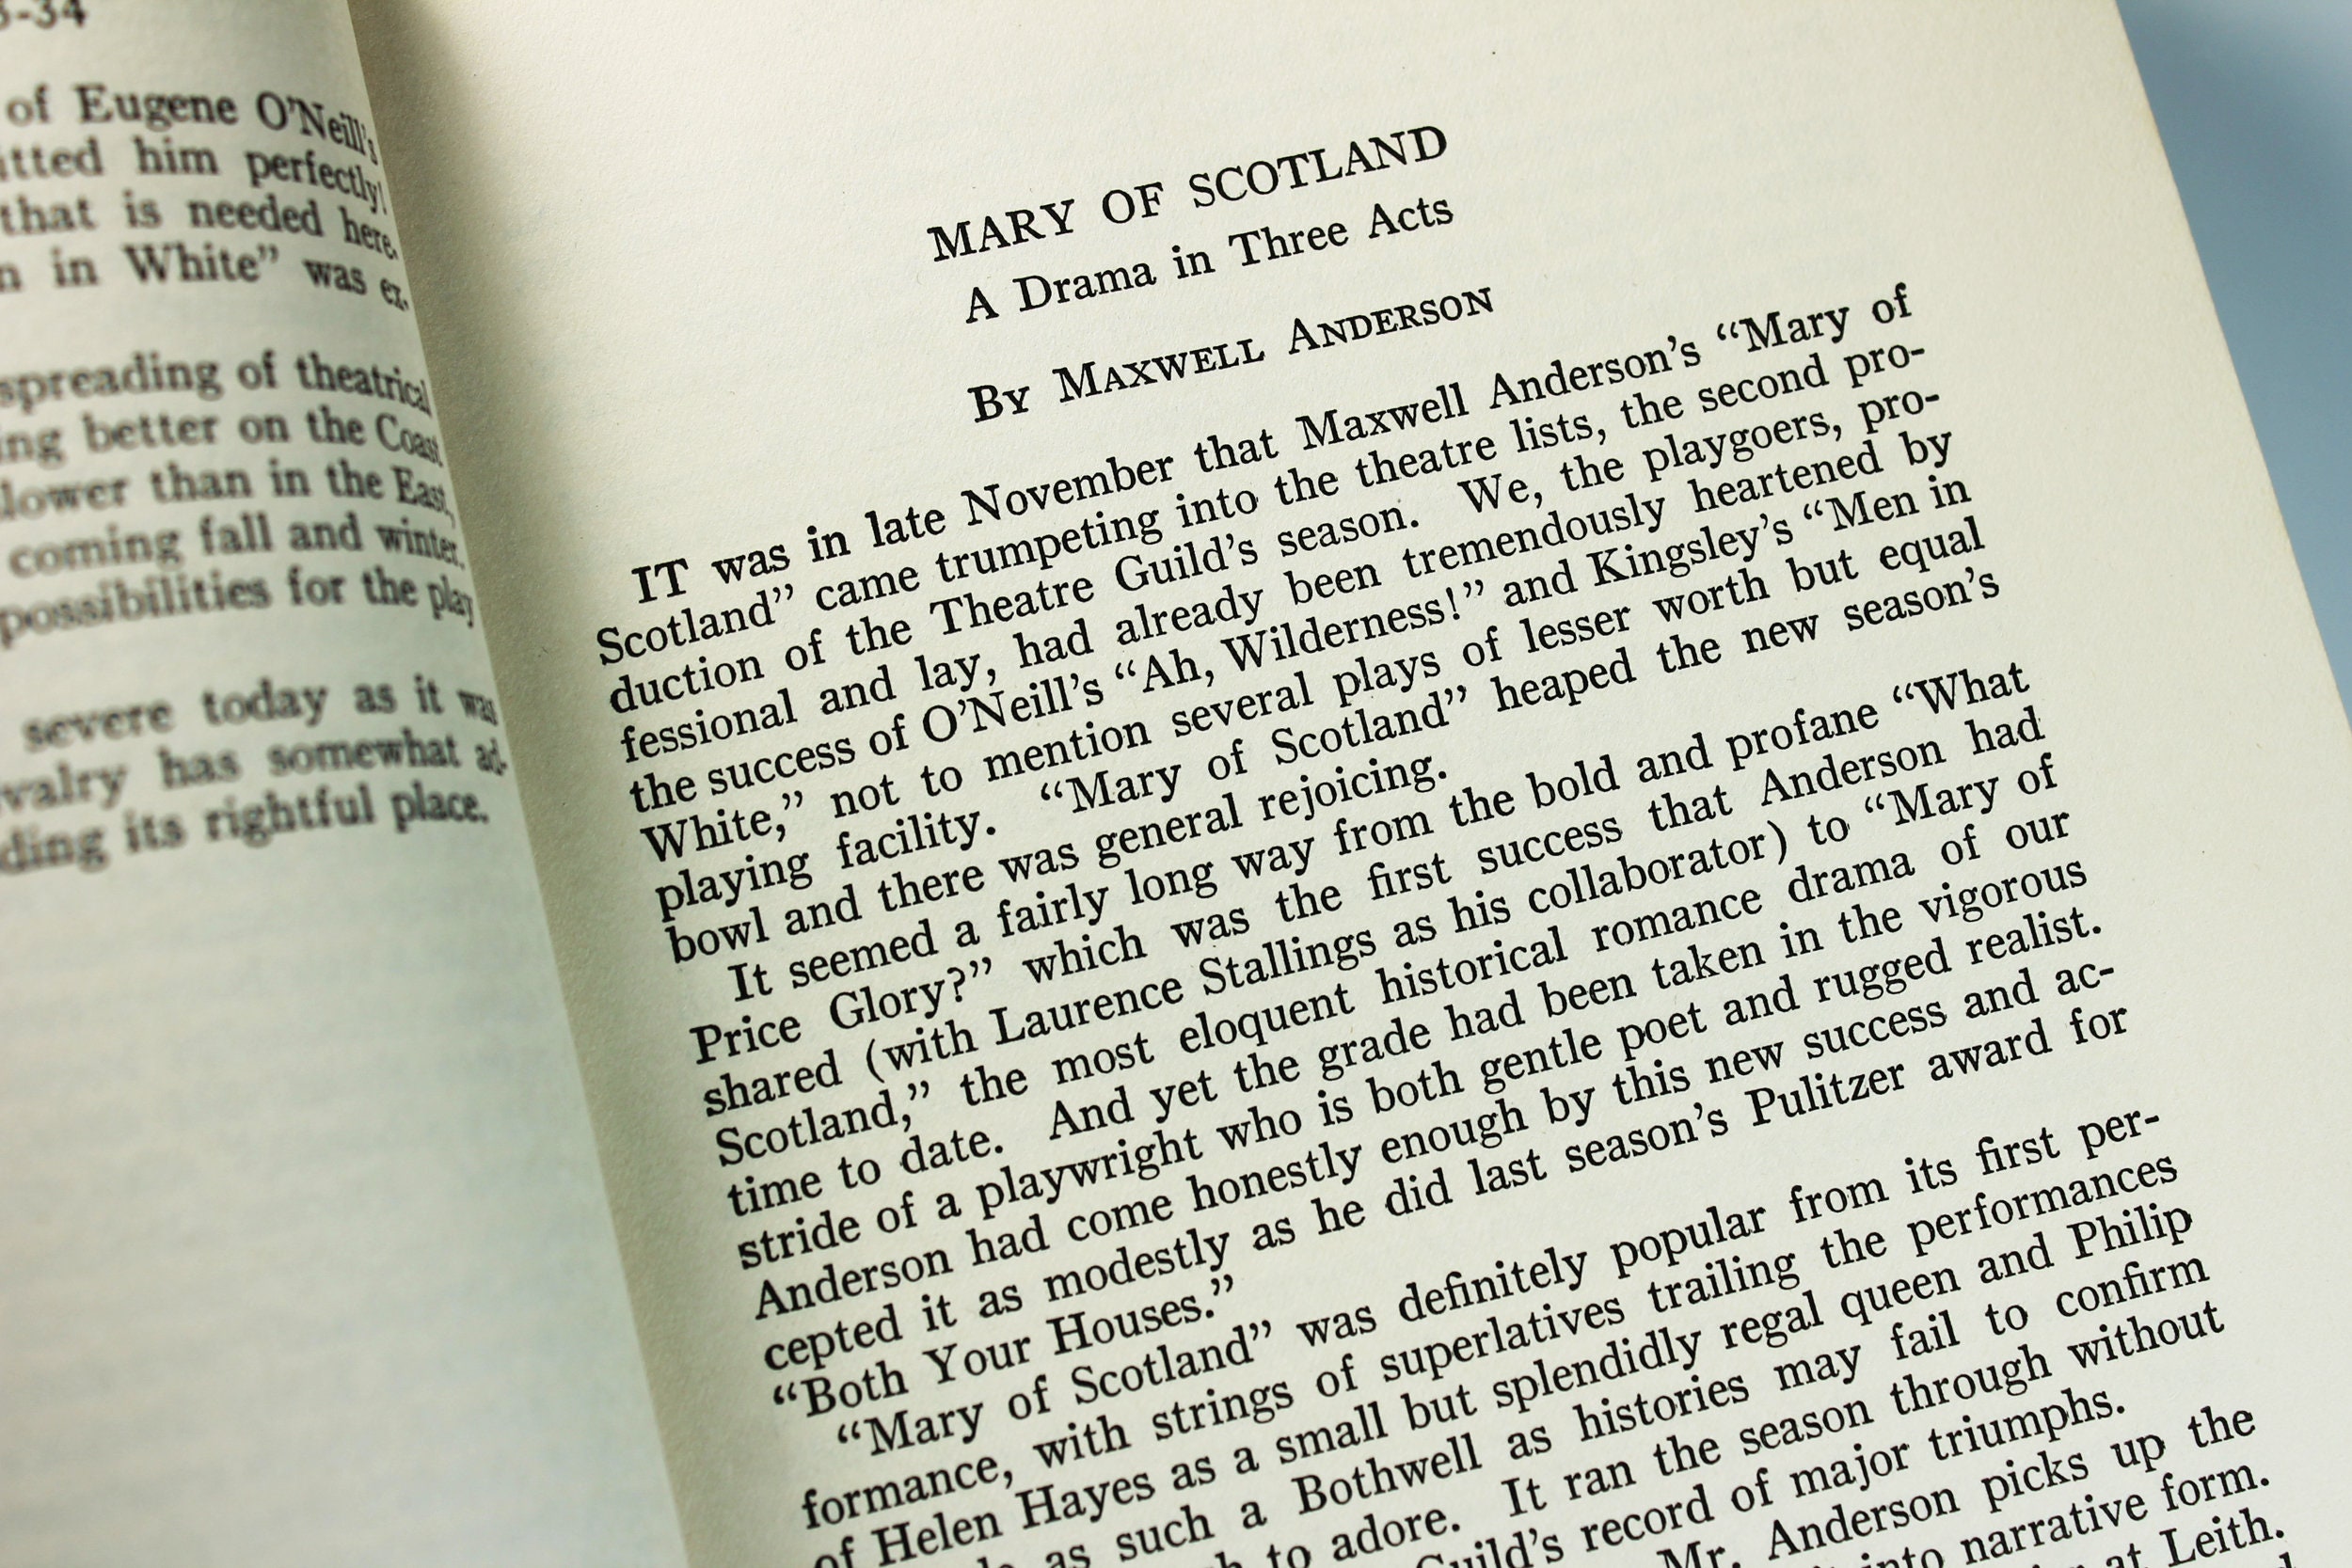 3-34
of Eugene O'Neill's
him perfectly!
that is needed here.
in White” was ex-
spreading of theatrical
better on the Coast
than in the East,
coming fall and winter.
possibilities for the play
severe today as it was
has somewhat ad-
its rightful place.
MARY OF SCOTLAND
A Drama in Three Acts
By Maxwell Anderson
IT was in late November that Maxwell Anderson's “Mary of
Scotland” came trumpeting into the theatre lists, the second pro-
duction of the Theatre Guild's season. We, the playgoers, pro-
fessional and lay, had already been tremendously heartened by
the success of O'Neill's “Ah, Wilderness!” and Kingsley's “Men in
White,” not to mention several plays of lesser worth but equal
playing facility. “Mary of Scotland” heaped the new season's
bowl and there was general rejoicing.
It seemed a fairly long way from the bold and profane “What
Price Glory?” which was the first success that Anderson had
shared (with Laurence Stallings as his collaborator) to “Mary of
Scotland,” the most eloquent historical romance drama of our
time to date. And yet the grade had been taken in the vigorous
stride of a playwright who is both gentle poet and rugged realist.
Anderson had come honestly enough by this new success and ac-
cepted it as modestly as he did last season's Pulitzer award for
“Both Your Houses.”
“Mary of Scotland” was definitely popular from its first per-
formance, with strings of superlatives trailing the performances
of Helen Hayes as a small but splendidly regal queen and Philip
as such a Bothwell as histories may fail to confirm
to adore. It ran the season through without
Guild's record of major triumphs.
Mr. Anderson picks up the
into narrative form.
at Leith.